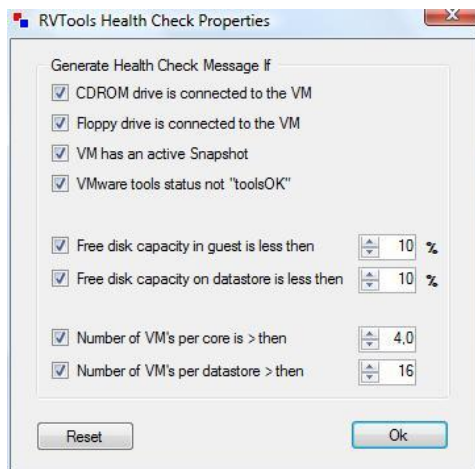 RVTools Health Check Properties
Generate Health Check Message If
CDROM drive is connected to the VM
Floppy drive is connected to the VM
VM has an active Snapshot
VMware tools status not "toolsOK"
Free disk capacity in guest is less then 10 %
Free disk capacity on datastore is less then 10 %
Number of VM's per core is > then 4,0
Number of VM's per datastore > then 16
Reset Ok